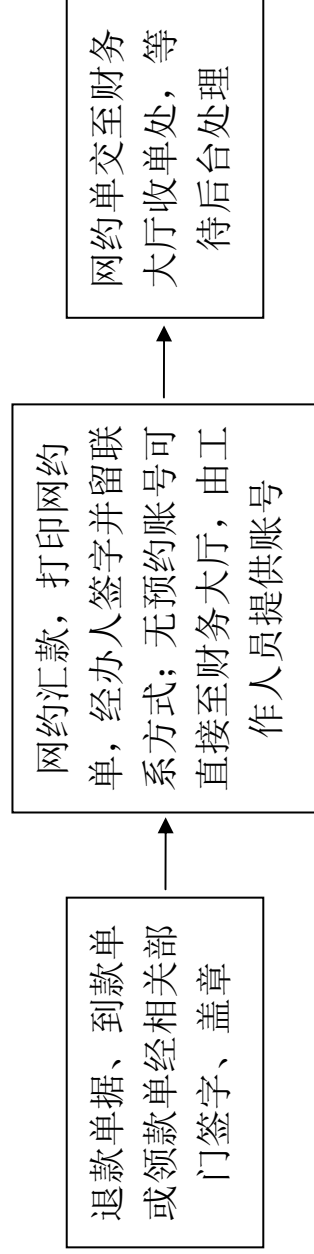 退款单据、到款单
或领款单经相关部
门签字、盖章
网约汇款，打印网约
单，经办人签字并留联
系方式；无预约账号可
直接至财务大厅，由工
作人员提供账号
网约单交至财务
大厅收单处，等
待后台处理